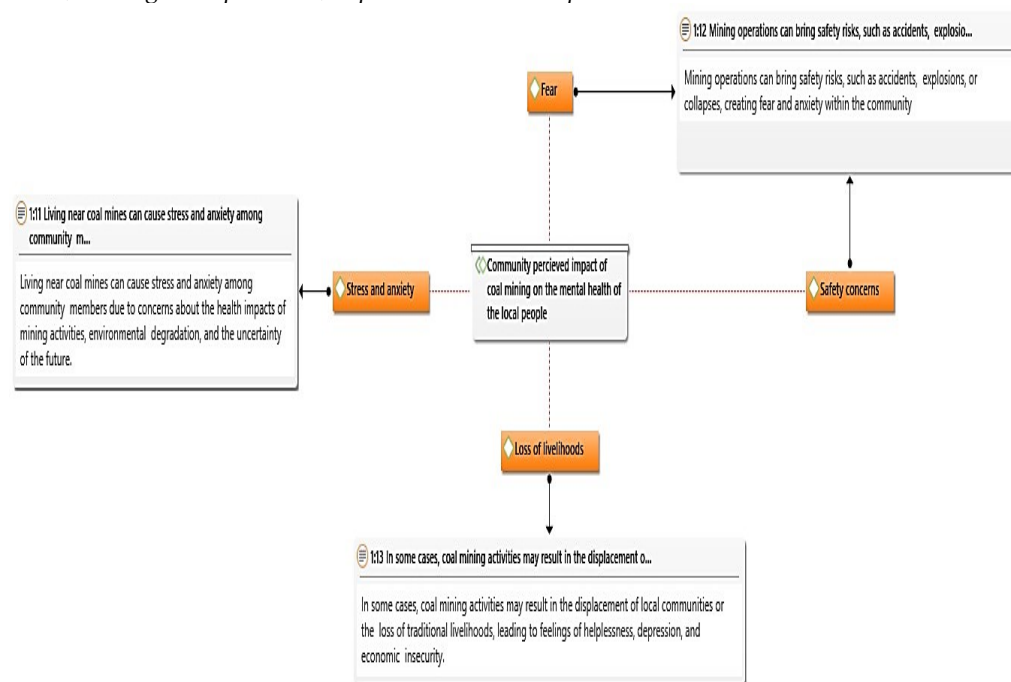 1:12 Mining operations can bring safety risks, such as accidents, explosio...
Mining operations can bring safety risks, such as accidents, explosions, or
collapses, creating fear and anxiety within the community
Fear
1:11 Living near coal mines can cause stress and anxiety among
community m...
Living near coal mines can cause stress and anxiety among
community members due to concerns about the health impacts of
mining activities, environmental degradation, and the uncertainty
of the future.
Stress and anxiety
Community percieved impact of
coal mining on the mental health of
the local people
Safety concerns
Loss of livelihoods
1:13 In some cases, coal mining activities may result in the displacement o...
In some cases, coal mining activities may result in the displacement of local communities or
the loss of traditional livelihoods, leading to feelings of helplessness, depression, and
economic insecurity.